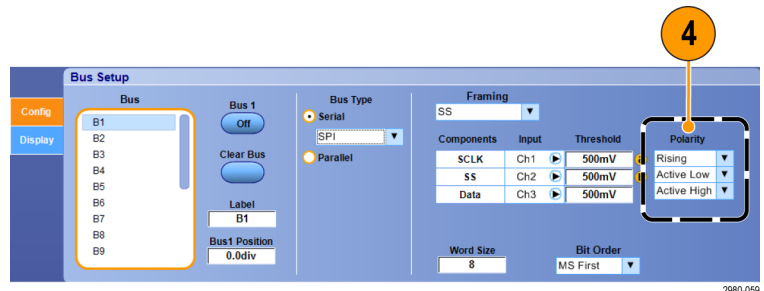 4
Bus Setup
Config
Display
Bus
B1
B2
B3
B4
B5
B6
B7
B8
B9
Bus 1
Off
Clear Bus
Label
B1
Bus1 Position
0.0div
Bus Type
Serial
SPI
Parallel
Framing
SS
Components Input Threshold Polarity
SCLK Ch1 500mV Rising
SS Ch2 500mV Active Low
Data Ch3 500mV Active High
Word Size
8
Bit Order
MS First
2980-059